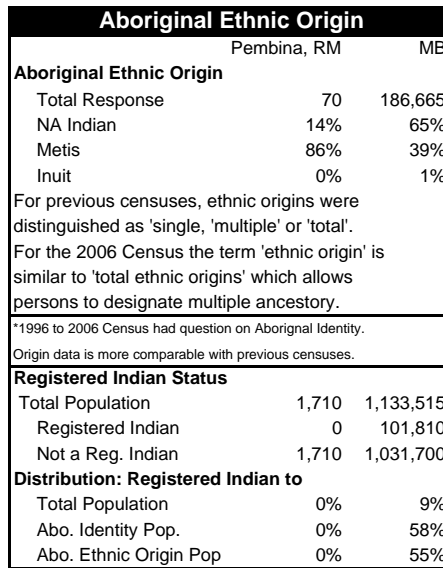 Aboriginal Ethnic Origin
Pembina, RM MB
Aboriginal Ethnic Origin
Total Response 70 186,665
NA Indian 14% 65%
Metis 86% 39%
Inuit 0% 1%
For previous censuses, ethnic origins were
distinguished as 'single, 'multiple' or 'total'.
For the 2006 Census the term 'ethnic origin' is
similar to 'total ethnic origins' which allows
persons to designate multiple ancestory.
*1996 to 2006 Census had question on Aborignal Identity.
Origin data is more comparable with previous censuses.
Registered Indian Status
Total Population 1,710 1,133,515
Registered Indian 0 101,810
Not a Reg. Indian 1,710 1,031,700
Distribution: Registered Indian to
Total Population 0% 9%
Abo. Identity Pop. 0% 58%
Abo. Ethnic Origin Pop 0% 55%